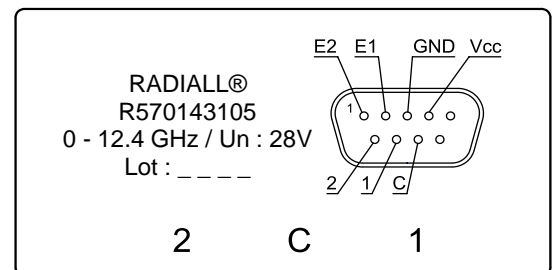 E2 E1 GND Vcc
RADIALL®
R570143105
0 - 12.4 GHz / Un : 28V
Lot : _ _ _ _
1
2 1 C
2 C 1